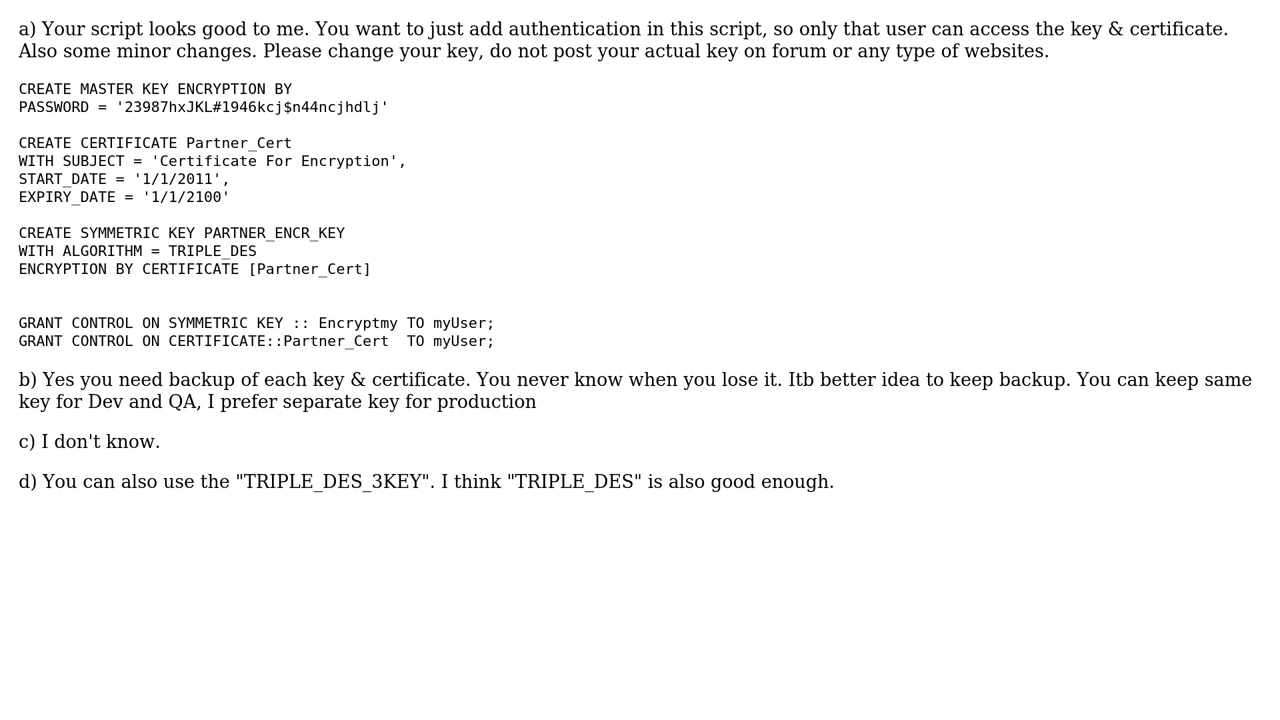 a) Your script looks good to me. You want to just add authentication in this script, so only that user can access the key & certificate.
Also some minor changes. Please change your key, do not post your actual key on forum or any type of websites.
CREATE MASTER KEY ENCRYPTION BY
PASSWORD = '23987hxJKL#1946kcj$n44ncjhdlj'
CREATE CERTIFICATE Partner_Cert
WITH SUBJECT = 'Certificate For Encryption',
START_DATE = '1/1/2011',
EXPIRY_DATE = '1/1/2100'
CREATE SYMMETRIC KEY PARTNER_ENCR_KEY
WITH ALGORITHM = TRIPLE_DES
ENCRYPTION BY CERTIFICATE [Partner_Cert]
GRANT CONTROL ON SYMMETRIC KEY :: Encryptmy TO myUser;
GRANT CONTROL ON CERTIFICATE::Partner_Cert  TO myUser;
b) Yes you need backup of each key & certificate. You never know when you lose it. Itb better idea to keep backup. You can keep same
key for Dev and QA, I prefer separate key for production
c) I don't know.
d) You can also use the "TRIPLE_DES_3KEY". I think "TRIPLE_DES" is also good enough.